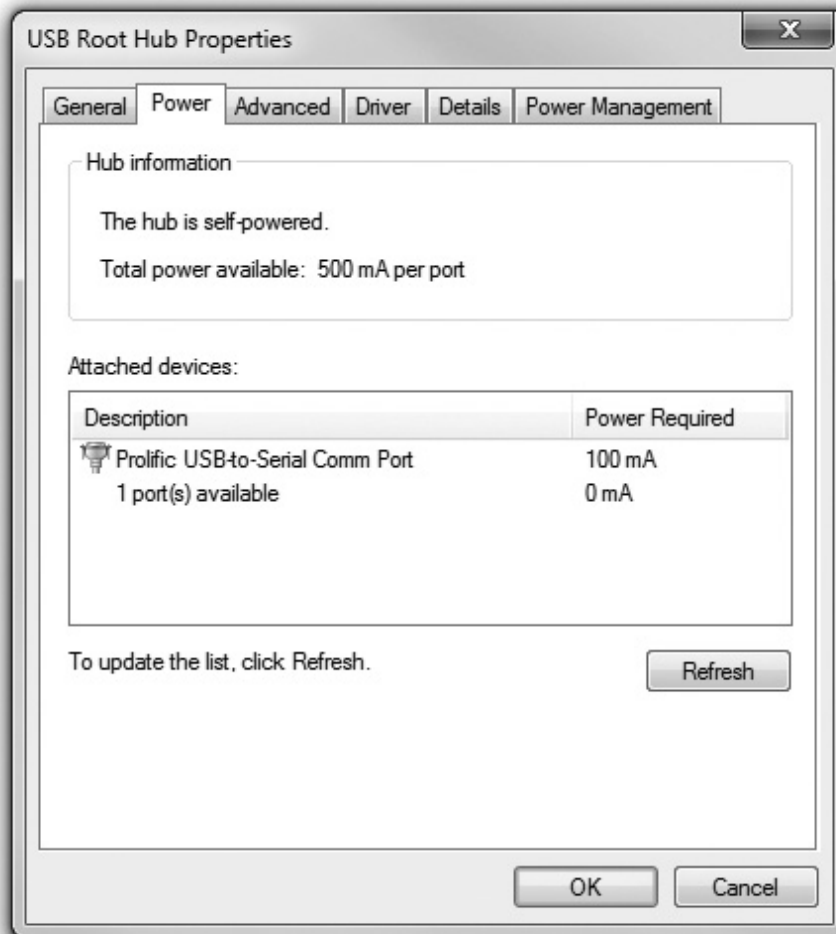 USB Root Hub Properties
X
General Power Advanced Driver Details Power Management
Hub information
The hub is self-powered.
Total power available: 500 mA per port
Attached devices:
Description Power Required
Prolific USB-to-Serial Comm Port 100 mA
1 port(s) available 0 mA
To update the list, click Refresh.
Refresh
OK Cancel